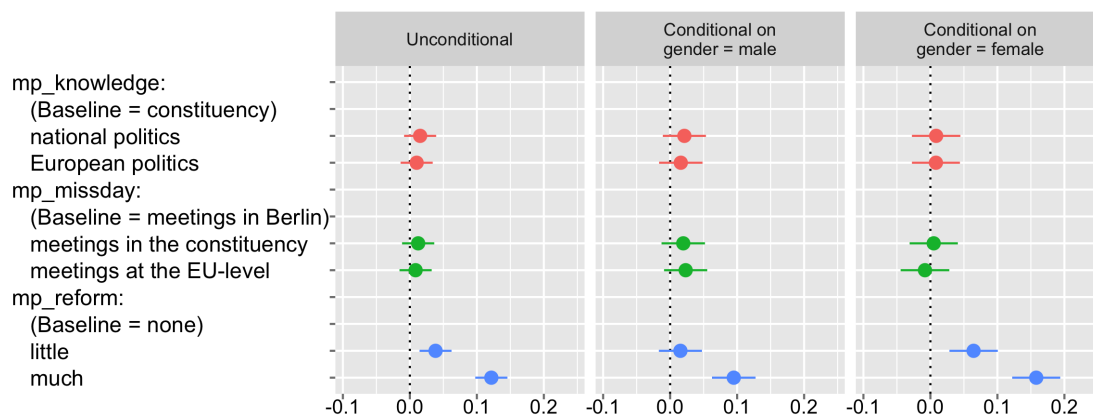 Unconditional
Conditional on
gender = male
Conditional on
gender = female
mp_knowledge:
(Baseline = constituency)
national politics
European politics
mp_missday:
(Baseline = meetings in Berlin)
meetings in the constituency
meetings at the EU-level
mp_reform:
(Baseline = none)
little
much
-0.1 0.0 0.1 0.2 -0.1 0.0 0.1 0.2 -0.1 0.0 0.1 0.2